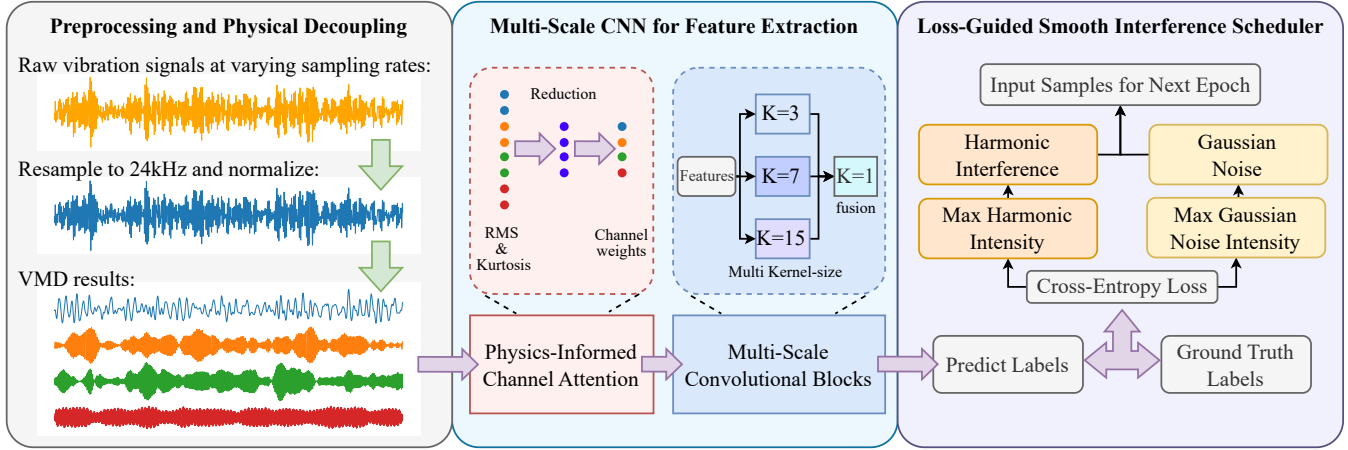 Preprocessing and Physical Decoupling
Raw vibration signals at varying sampling rates:
Resample to 24kHz and normalize:
VMD results:
Multi-Scale CNN for Feature Extraction
Reduction
RMS
&
Kurtosis
Channel
weights
Features
K=3
K=7
K=15
K=1
fusion
Multi Kernel-size
Physics-Informed
Channel Attention
Multi-Scale
Convolutional Blocks
Loss-Guided Smooth Interference Scheduler
Input Samples for Next Epoch
Harmonic
Interference
Gaussian
Noise
Max Harmonic
Intensity
Max Gaussian
Noise Intensity
Cross-Entropy Loss
Predict Labels
Ground Truth
Labels